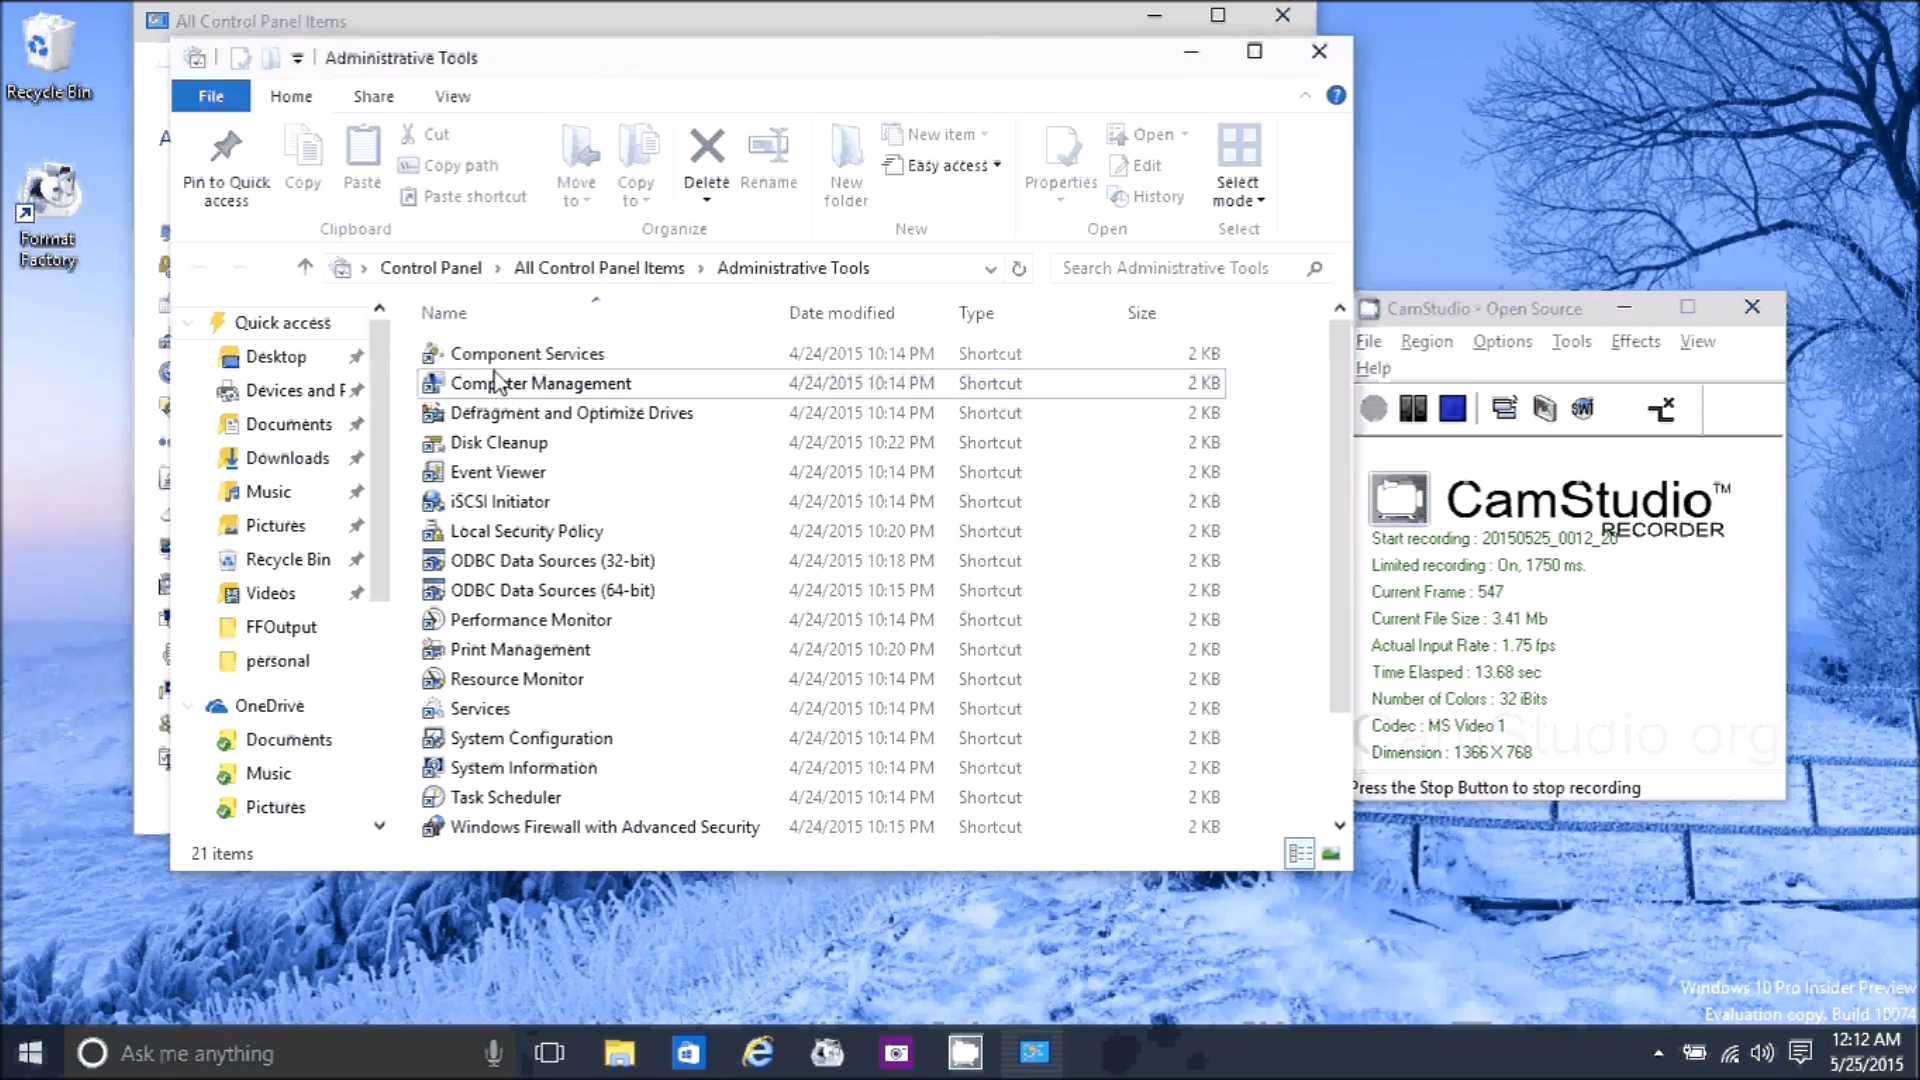 All Control Panel Items
Recycle Bin
Format
Factory
Administrative Tools
File Home Share View
Pin to Quick
access
Copy
Paste
Cut
Copy path
Paste shortcut
Move
to
Copy
to
Delete
Rename
New
folder
New item
Easy access
Properties
Open
Edit
History
Select
mode
Clipboard Organize New Open Select
Control Panel All Control Panel Items Administrative Tools
Search Administrative Tools
Quick access
Desktop
Devices and P
Documents
Downloads
Music
Pictures
Recycle Bin
Videos
FFOutput
personal
OneDrive
Documents
Music
Pictures
Name Date modified Type Size
Component Services 4/24/2015 10:14 PM Shortcut 2 KB
Computer Management 4/24/2015 10:14 PM Shortcut 2 KB
Defragment and Optimize Drives 4/24/2015 10:14 PM Shortcut 2 KB
Disk Cleanup 4/24/2015 10:22 PM Shortcut 2 KB
Event Viewer 4/24/2015 10:14 PM Shortcut 2 KB
iSCSI Initiator 4/24/2015 10:14 PM Shortcut 2 KB
Local Security Policy 4/24/2015 10:20 PM Shortcut 2 KB
ODBC Data Sources (32-bit) 4/24/2015 10:18 PM Shortcut 2 KB
ODBC Data Sources (64-bit) 4/24/2015 10:15 PM Shortcut 2 KB
Performance Monitor 4/24/2015 10:14 PM Shortcut 2 KB
Print Management 4/24/2015 10:20 PM Shortcut 2 KB
Resource Monitor 4/24/2015 10:14 PM Shortcut 2 KB
Services 4/24/2015 10:14 PM Shortcut 2 KB
System Configuration 4/24/2015 10:14 PM Shortcut 2 KB
System Information 4/24/2015 10:14 PM Shortcut 2 KB
Task Scheduler 4/24/2015 10:14 PM Shortcut 2 KB
Windows Firewall with Advanced Security 4/24/2015 10:15 PM Shortcut 2 KB
21 items
CamStudio - Open Source
File Region Options Tools Effects View
Help
CamStudio™
RECORDER
Start recording : 20150525_0012_20
Limited recording : On, 1750 ms.
Current Frame : 547
Current File Size : 3.41 Mb
Actual Input Rate : 1.75 fps
Time Elasped : 13.68 sec
Number of Colors : 32 iBits
Codec : MS Video 1
Dimension : 1366 X 768
CamStudio org
Press the Stop Button to stop recording
Windows 10 Pro Insider Preview
Evaluation copy. Build 10074
Ask me anything
12:12 AM
5/25/2015